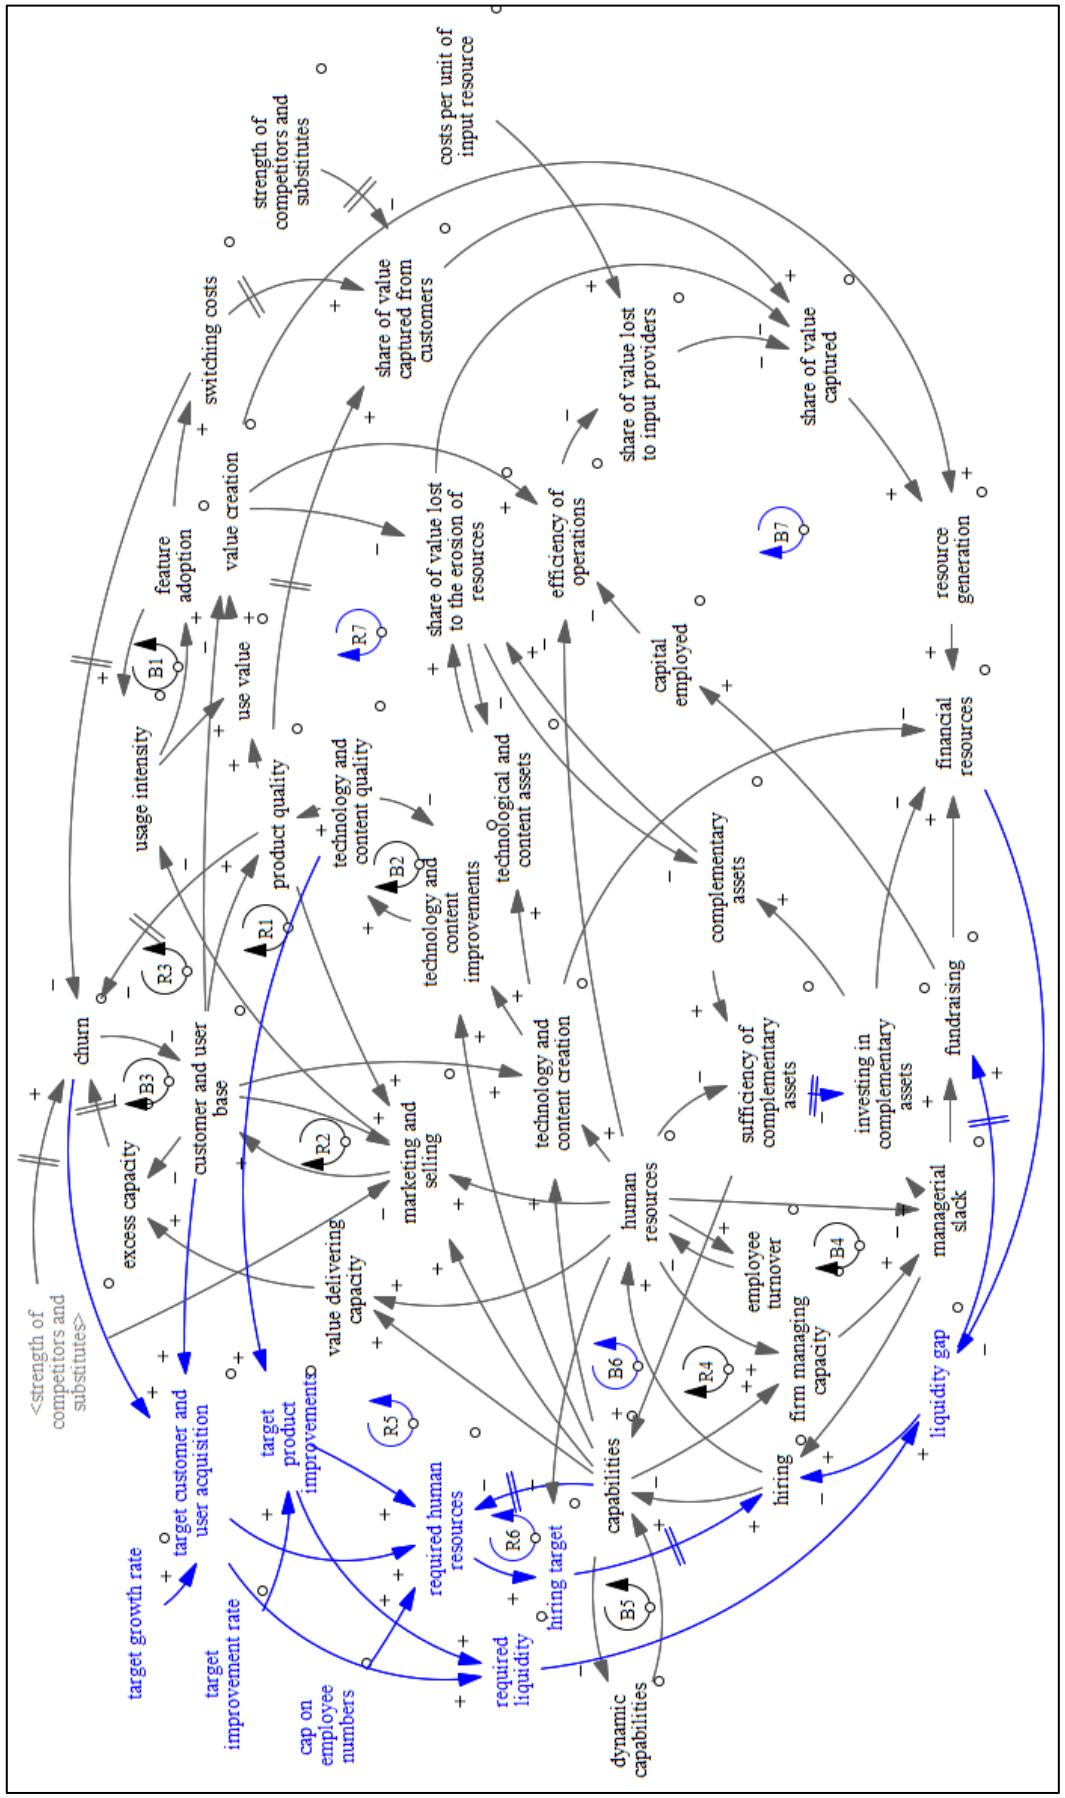 <strength of
competitors and
substitutes>
churn
excess capacity
customer and user
base
usage intensity
feature
adoption
switching costs
value creation
use value
product quality
technology and
content quality
strength of
competitors and
substitutes
share of value
captured from
customers
costs per unit of
input resource
target growth rate
target customer and
user acquisition
target
improvement rate
target
product
improvements
cap on
employee
numbers
value delivering
capacity
marketing and
selling
technology and
content
improvements
technological and
content assets
share of value lost
to the erosion of
resources
efficiency of
operations
share of value lost
to input providers
share of value
captured
required human
resources
required
liquidity
hiring target
dynamic
capabilities
capabilities
technology and
content creation
human
resources
employee
turnover
firm managing
capacity
hiring
sufficiency of
complementary
assets
complementary
assets
capital
employed
investing in
complementary
assets
managerial
slack
liquidity gap
fundraising
financial
resources
resource
generation
B1
B2
B3
B4
B5
B6
B7
R1
R2
R3
R4
R5
R6
R7